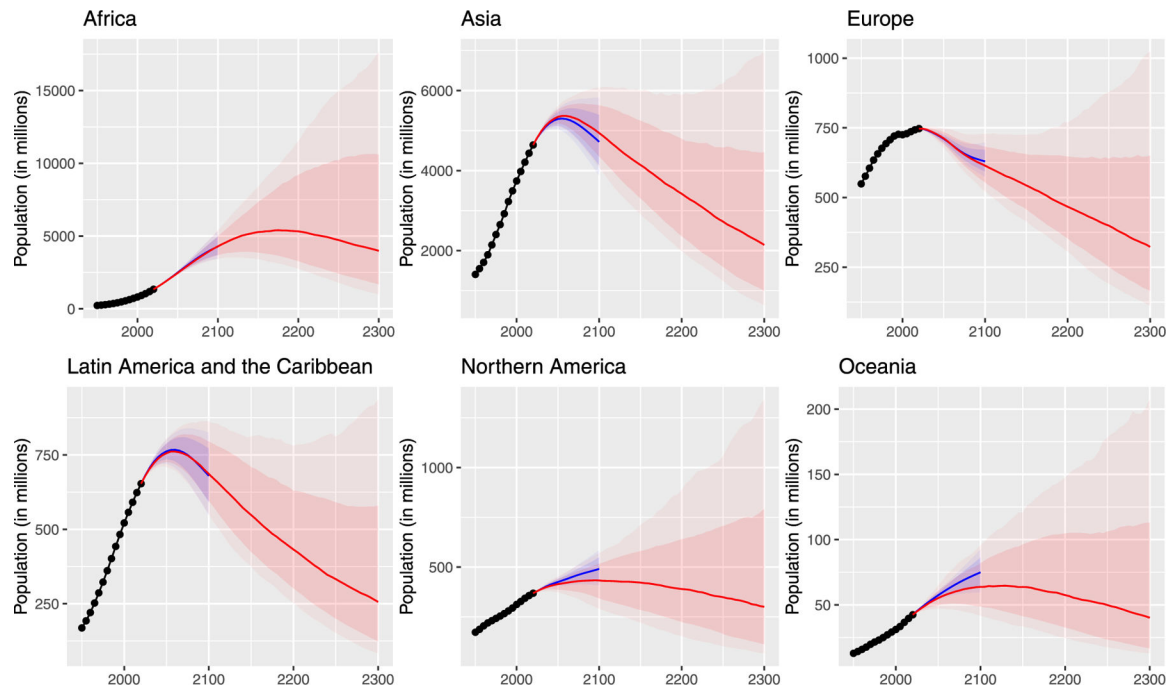 Africa
Population (in millions)
15000
10000
5000
0
2000 2100 2200 2300
Asia
Population (in millions)
6000
4000
2000
2000 2100 2200 2300
Europe
Population (in millions)
1000
750
500
250
2000 2100 2200 2300
Latin America and the Caribbean
Population (in millions)
750
500
250
2000 2100 2200 2300
Northern America
Population (in millions)
1000
500
2000 2100 2200 2300
Oceania
Population (in millions)
200
150
100
50
2000 2100 2200 2300